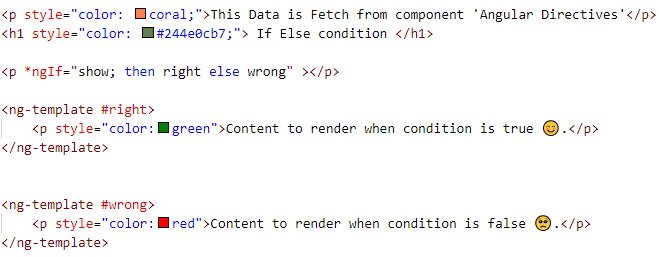 <p style="color: coral;">This Data is Fetch from component 'Angular Directives'</p>
<h1 style="color: #244e0cb7;"> If Else condition </h1>
<p *ngIf="show; then right else wrong" ></p>
<ng-template #right>
<p style="color:green">Content to render when condition is true 😊.</p>
</ng-template>
<ng-template #wrong>
<p style="color:red">Content to render when condition is false 🥺.</p>
</ng-template>